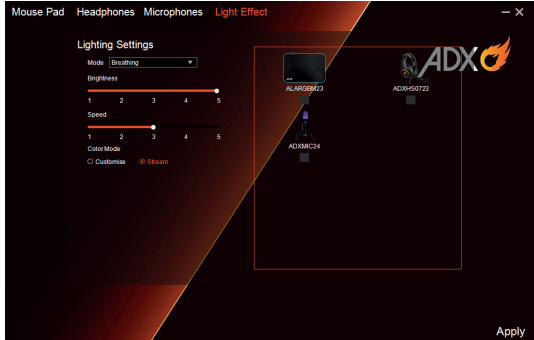 Mouse Pad Headphones Microphones Light Effect
ADX
Lighting Settings
Mode Breathing
Brightness
1 2 3 4 5
Speed
1 2 3 4 5
Color Mode
Customise Stream
ALARGBM23 ADXHS0723
ADXMIC24
Apply